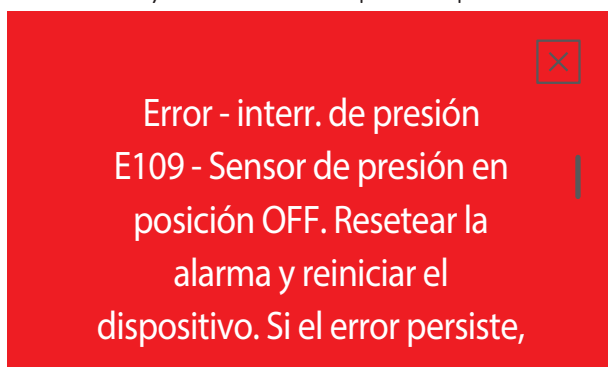 Error - interr. de presión
E109 - Sensor de presión en
posición OFF. Resetear la
alarma y reiniciar el
dispositivo. Si el error persiste,